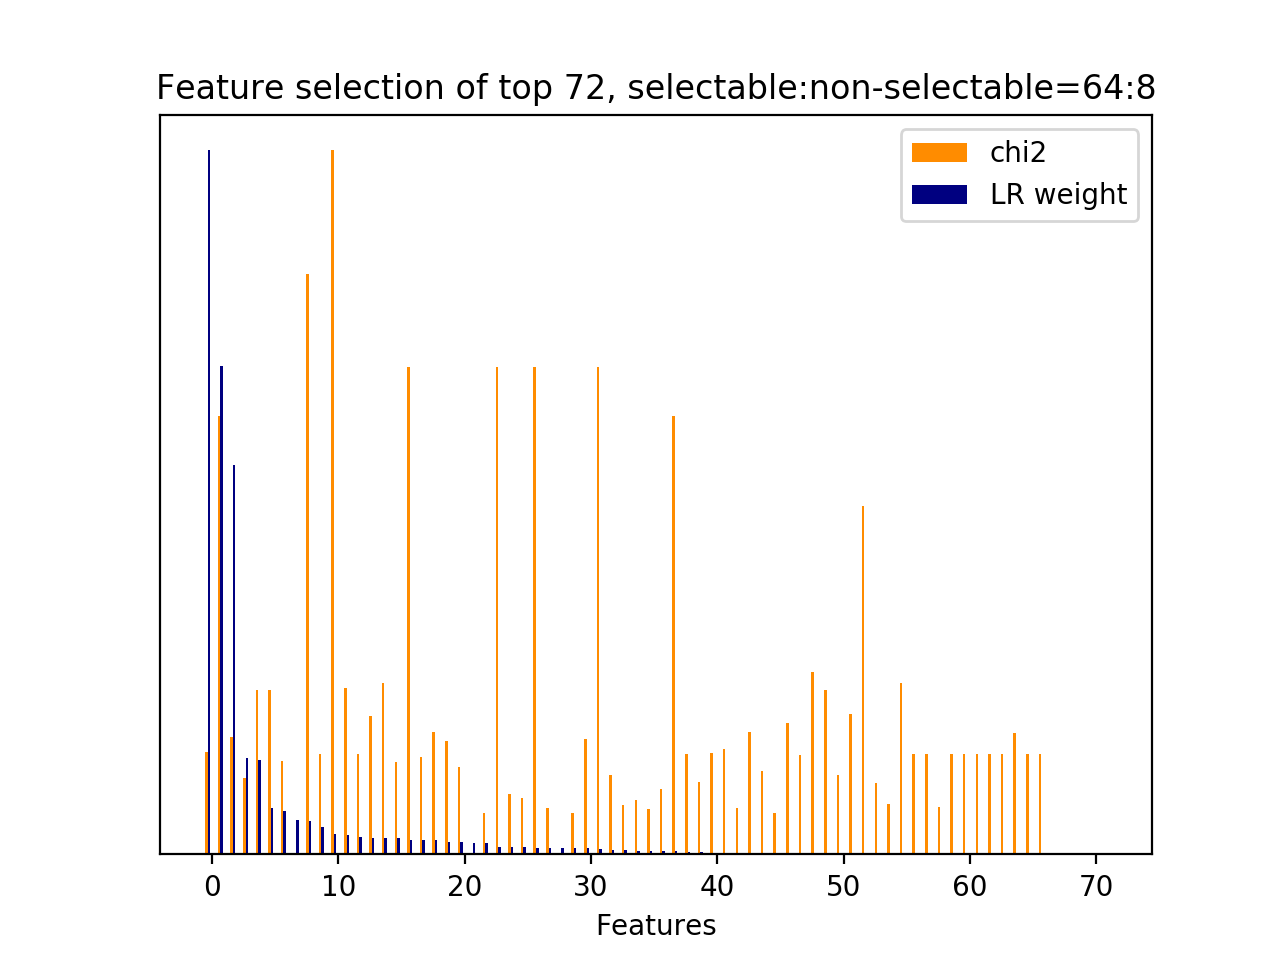 Feature selection of top 72, selectable:non-selectable=64:8
chi2
LR weight
0 10 20 30 40 50 60 70
Features